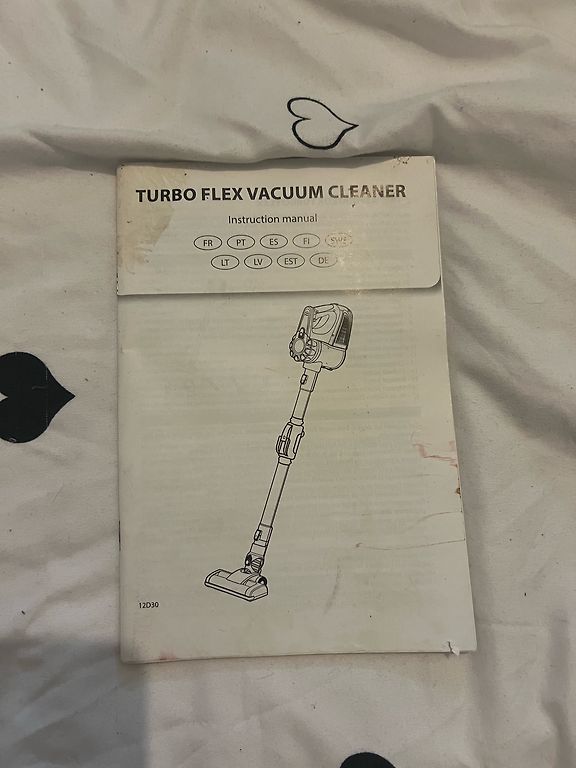 TURBO FLEX VACUUM CLEANER
Instruction manual
FR PT ES FI SWE
LT LV EST DE
12D30